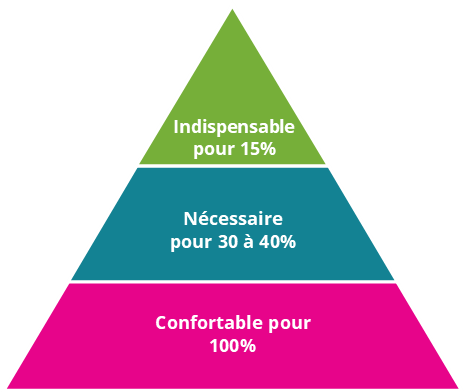 Indispensable
pour 15%
Nécessaire
pour 30 à 40%
Confortable pour
100%